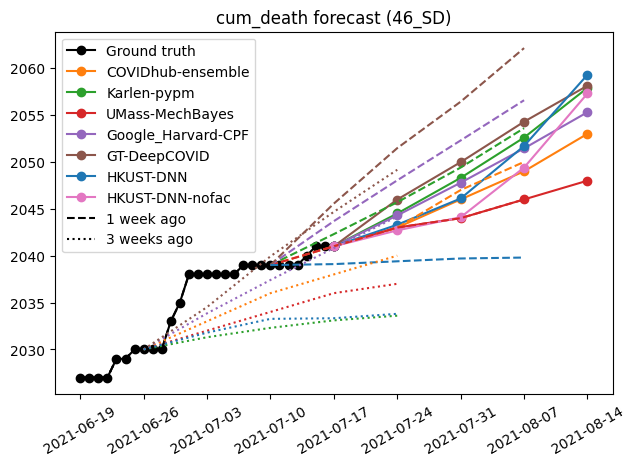 cum_death forecast (46_SD)
Ground truth
COVIDhub-ensemble
Karlen-pypm
UMass-MechBayes
Google_Harvard-CPF
GT-DeepCOVID
HKUST-DNN
HKUST-DNN-nofac
1 week ago
3 weeks ago
2060
2055
2050
2045
2040
2035
2030
2021-06-19
2021-06-26
2021-07-03
2021-07-10
2021-07-17
2021-07-24
2021-07-31
2021-08-07
2021-08-14